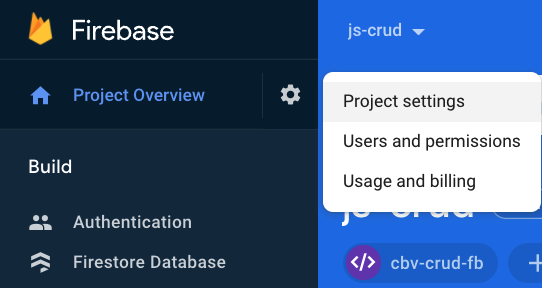 Firebase
js-crud
Project Overview
Project settings
Users and permissions
Usage and billing
Build
js-crud
Authentication
Firestore Database
cbv-crud-fb